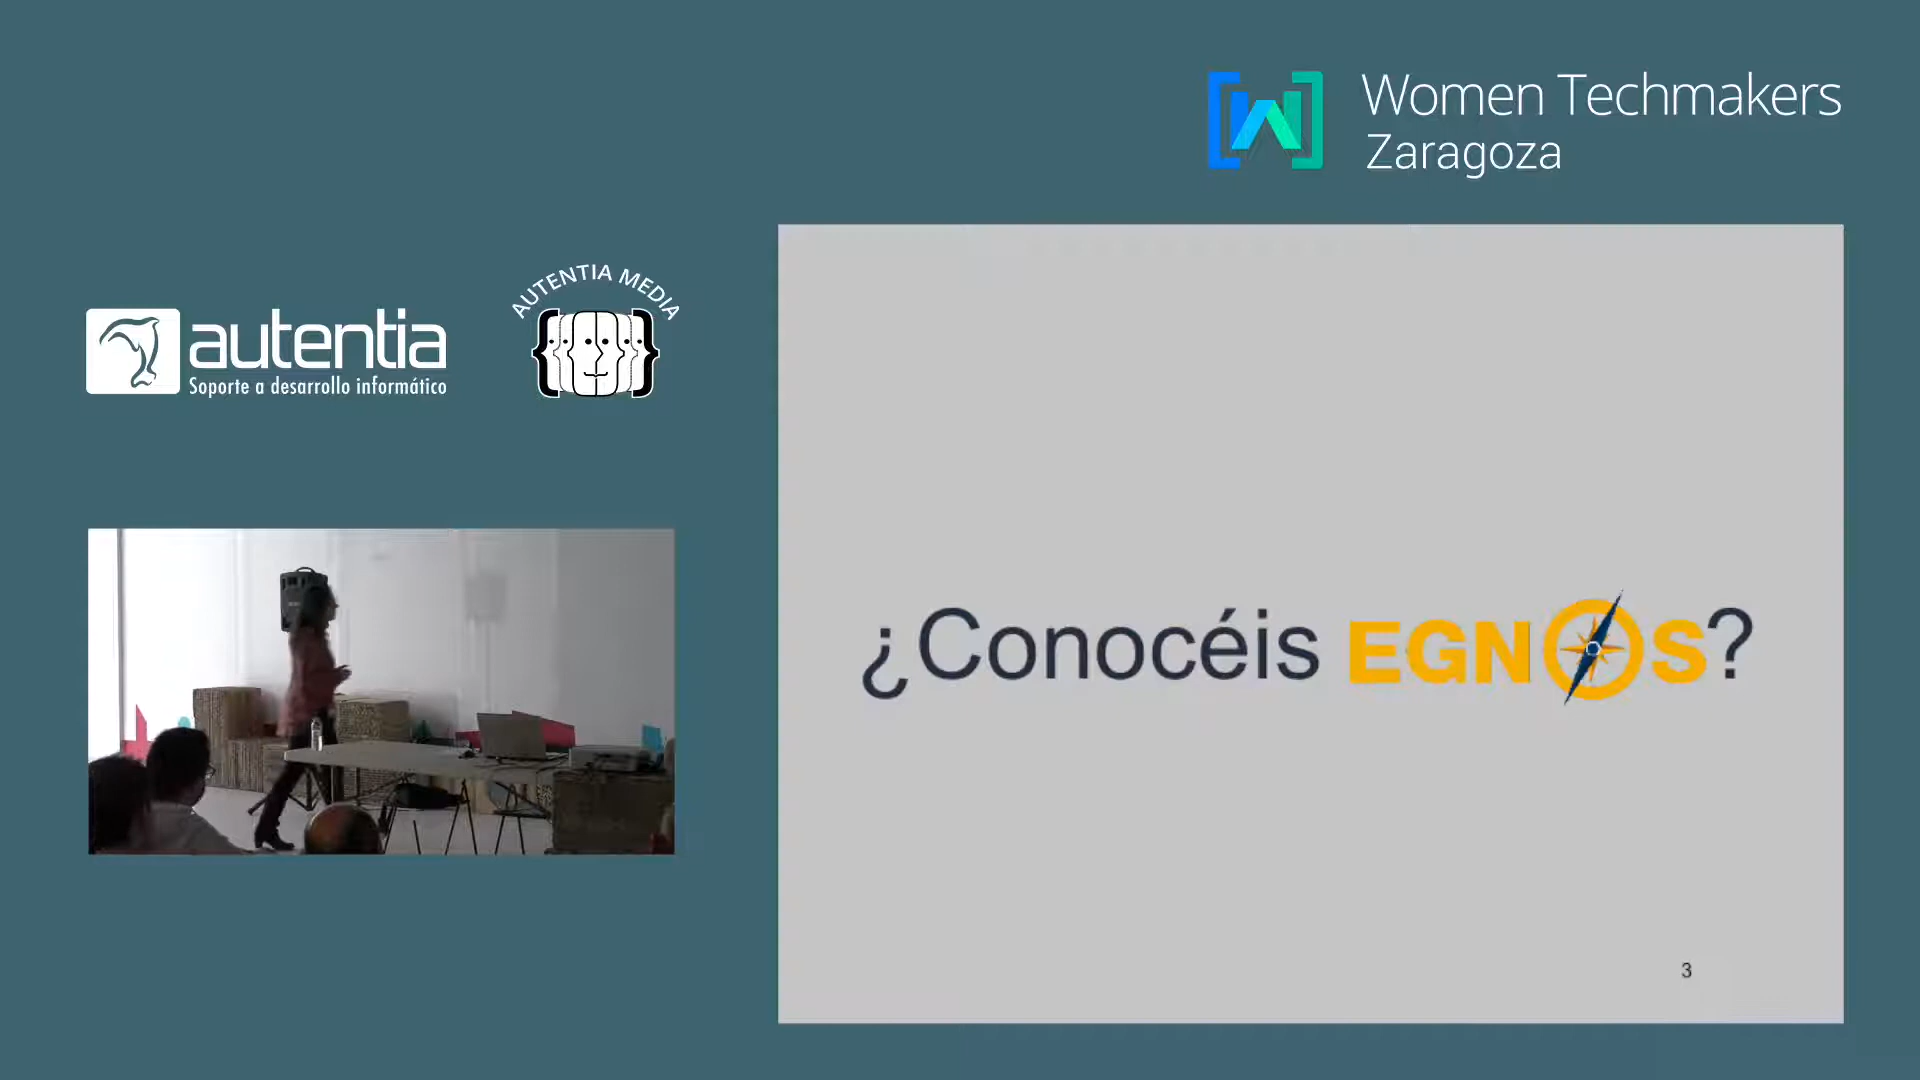 Women Techmakers
Zaragoza
AUTENTIA MEDIA
autentia
Soporte a desarrollo informático
¿Conocéis EGNOS?
3